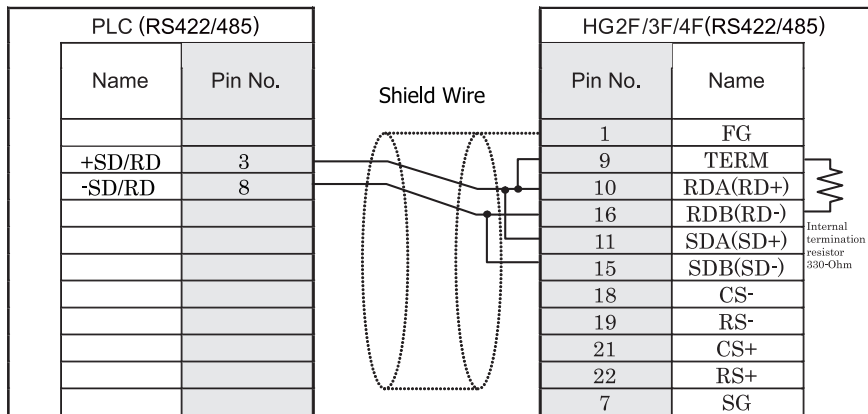 PLC (RS422/485)
HG2F/3F/4F(RS422/485)
Name Pin No.
Shield Wire
Pin No. Name
1 FG
+SD/RD 3
9 TERM
-SD/RD 8
10 RDA(RD+)
16 RDB(RD-)
11 SDA(SD+)
15 SDB(SD-)
Internal
termination
resistor
330-Ohm
18 CS-
19 RS-
21 CS+
22 RS+
7 SG